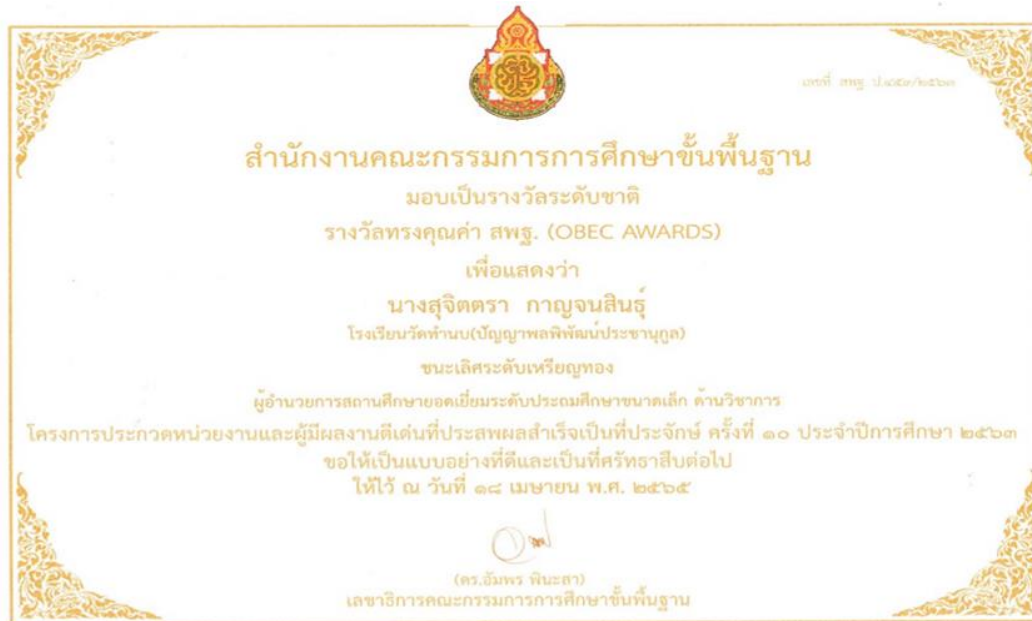 เลขที่ สพฐ
สำนักงานคณะกรรมการการศึกษาขั้นพื้นฐาน
มอบเป็นรางวัลระดับชาติ
รางวัลทรงคุณค่า สพฐ. (OBEC AWARDS)
เพื่อแสดงว่า
นางสุจิตตรา กาญจนสินธุ์
โรงเรียนวัดทำนบ(ปัญญาพลพิพัฒน์ประชานุกูล)
ชนะเลิศระดับเหรียญทอง
ผู้อำนวยการสถานศึกษายอดเยี่ยมระดับประถมศึกษาขนาดเล็ก ด้านวิชาการ
โครงการประกวดหน่วยงานและผู้มีผลงานดีเด่นที่ประสพผลสำเร็จเป็นที่ประจักษ์ ครั้งที่ ๑๐ ประจำปีการศึกษา ๒๕๖๓
ขอให้เป็นแบบอย่างที่ดีและเป็นที่ศรัทธาสืบต่อไป
ให้ไว้ ณ วันที่ ๑๘ เมษายน พ.ศ. ๒๕๖๕
(ดร.อัมพร พินะสา)
เลขาธิการคณะกรรมการการศึกษาขั้นพื้นฐาน